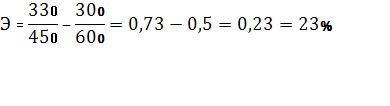 Э = 330/450 − 300/600 = 0,73 − 0,5 = 0,23 = 23%